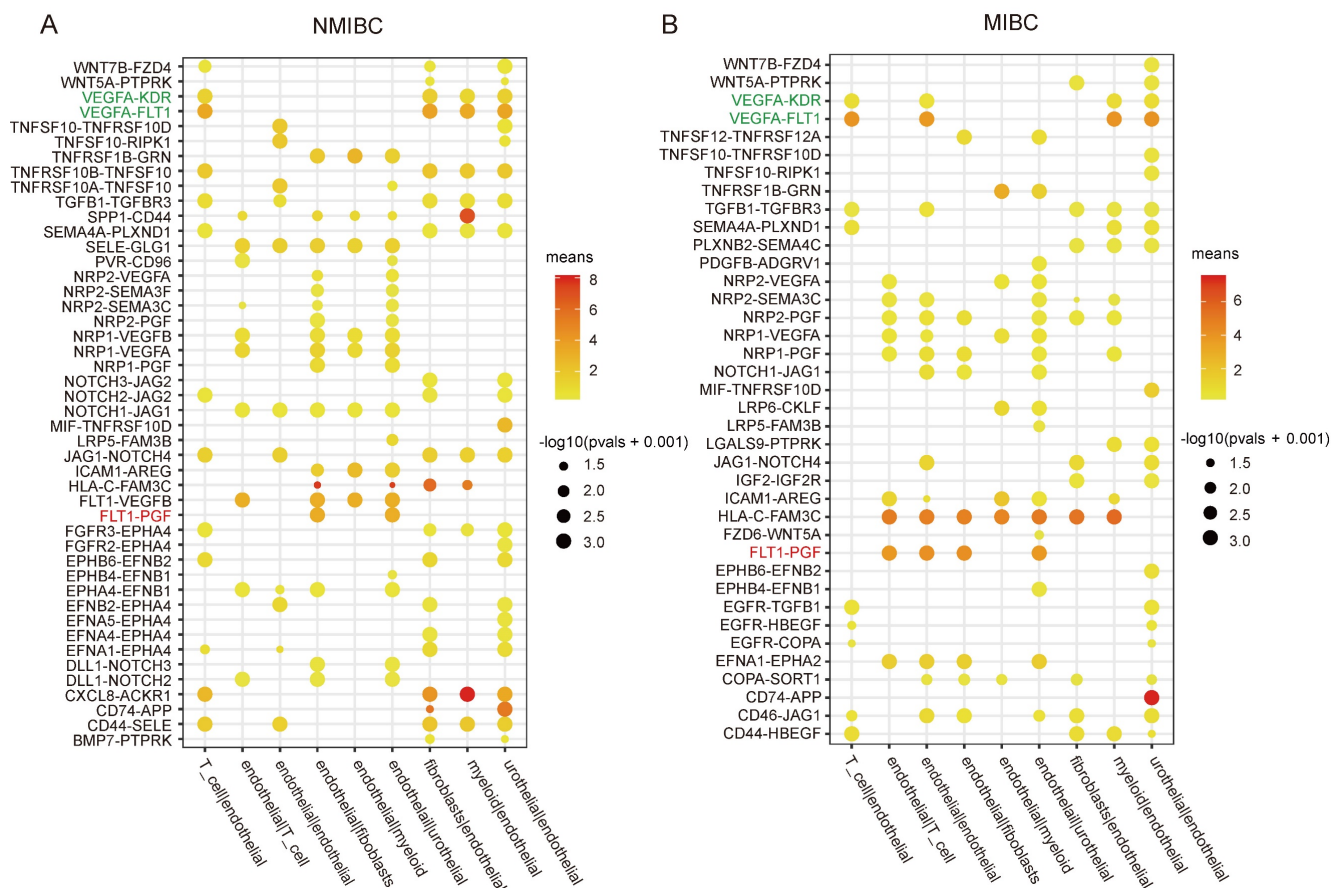 A
NMIBC
WNT7B-FZD4
WNT5A-PTPRK
VEGFA-KDR
VEGFA-FLT1
TNFSF10-TNFRSF10D
TNFSF10-RIPK1
TNFRSF1B-GRN
TNFRSF10B-TNFSF10
TNFRSF10A-TNFSF10
TGFB1-TGFBR3
SPP1-CD44
SEMA4A-PLXND1
SELE-GLG1
PVR-CD96
NRP2-VEGFA
NRP2-SEMA3F
NRP2-SEMA3C
NRP2-PGF
NRP1-VEGFB
NRP1-VEGFA
NRP1-PGF
NOTCH3-JAG2
NOTCH2-JAG2
NOTCH1-JAG1
MIF-TNFRSF10D
LRP5-FAM3B
JAG1-NOTCH4
ICAM1-AREG
HLA-C-FAM3C
FLT1-VEGFB
FLT1-PGF
FGFR3-EPHA4
FGFR2-EPHA4
EPHB6-EFNB2
EPHB4-EFNB1
EPHA4-EFNB1
EFNB2-EPHA4
EFNA5-EPHA4
EFNA4-EPHA4
EFNA1-EPHA4
DLL1-NOTCH3
DLL1-NOTCH2
CXCL8-ACKR1
CD74-APP
CD44-SELE
BMP7-PTPRK
T_cell|endothelial
endothelial|T_cell
endothelial|endothelial
endothelial|fiboblasts
endothelial|myeloid
endothelial|urothelial
fibroblasts|endothelial
myeloid|endothelial
urothelial|endothelial
means
8
6
4
2
-log10(pvals + 0.001)
1.5
2.0
2.5
3.0
B
MIBC
WNT7B-FZD4
WNT5A-PTPRK
VEGFA-KDR
VEGFA-FLT1
TNFSF12-TNFRSF12A
TNFSF10-TNFRSF10D
TNFSF10-RIPK1
TNFRSF1B-GRN
TGFB1-TGFBR3
SEMA4A-PLXND1
PLXNB2-SEMA4C
PDGFB-ADGRV1
NRP2-VEGFA
NRP2-SEMA3C
NRP2-PGF
NRP1-VEGFA
NRP1-PGF
NOTCH1-JAG1
MIF-TNFRSF10D
LRP6-CKLF
LRP5-FAM3B
LGALS9-PTPRK
JAG1-NOTCH4
IGF2-IGF2R
ICAM1-AREG
HLA-C-FAM3C
FZD6-WNT5A
FLT1-PGF
EPHB6-EFNB2
EPHB4-EFNB1
EGFR-TGFB1
EGFR-HBEGF
EGFR-COPA
EFNA1-EPHA2
COPA-SORT1
CD74-APP
CD46-JAG1
CD44-HBEGF
T_cell|endothelial
endothelial|T_cell
endothelial|endothelial
endothelial|fibroblasts
endothelial|myeloid
endothelial|urothelial
fibroblasts|endothelial
myeloid|endothelial
urothelial|endothelial
means
6
4
2
-log10(pvals + 0.001)
1.5
2.0
2.5
3.0